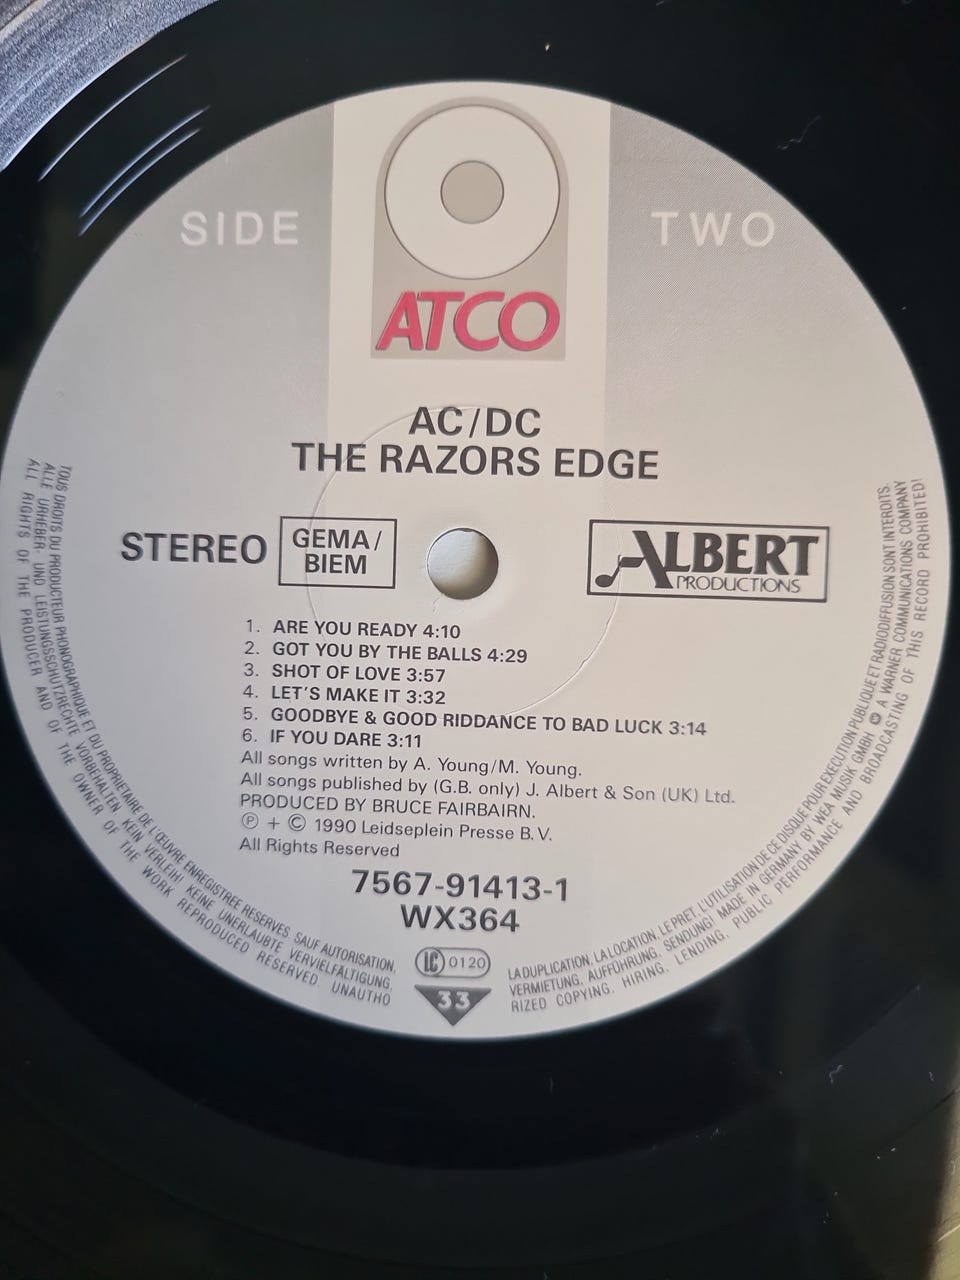 SIDE TWO
ATCO
AC/DC
THE RAZORS EDGE
STEREO
GEMA/
BIEM
ALBERT
PRODUCTIONS
1. ARE YOU READY 4:10
2. GOT YOU BY THE BALLS 4:29
3. SHOT OF LOVE 3:57
4. LET'S MAKE IT 3:32
5. GOODBYE & GOOD RIDDANCE TO BAD LUCK 3:14
6. IF YOU DARE 3:11
All songs written by A. Young/M. Young.
All songs published by (G.B. only) J. Albert & Son (UK) Ltd.
PRODUCED BY BRUCE FAIRBAIRN.
Ⓟ + © 1990 Leidseplein Presse B.V.
All Rights Reserved
7567-91413-1
WX364
LC 0120
33
TOUS DROITS DU PRODUCTEUR PHONOGRAPHIQUE ET DU PROPRIETAIRE DE L'ŒUVRE ENREGISTREE RESERVES. SAUF AUTORISATION,
ALLE URHEBER- UND LEISTUNGSSCHUTZRECHTE VORBEHALTEN. KEIN VERLEIH! KEINE UNERLAUBTE VERVIELFÄLTIGUNG,
ALL RIGHTS OF THE PRODUCER AND OF THE OWNER OF THE WORK REPRODUCED RESERVED. UNAUTHO
LA DUPLICATION, LA LOCATION, LE PRET, L'UTILISATION DE CE DISQUE POUR EXECUTION PUBLIQUE ET RADIODIFFUSION SONT INTERDITS.
VERMIETUNG, AUFFÜHRUNG, SENDUNG! MADE IN GERMANY BY WEA MUSIK GMBH A WARNER COMMUNICATIONS COMPANY
RIZED COPYING, HIRING, LENDING, PUBLIC PERFORMANCE AND BROADCASTING OF THIS RECORD PROHIBITED!